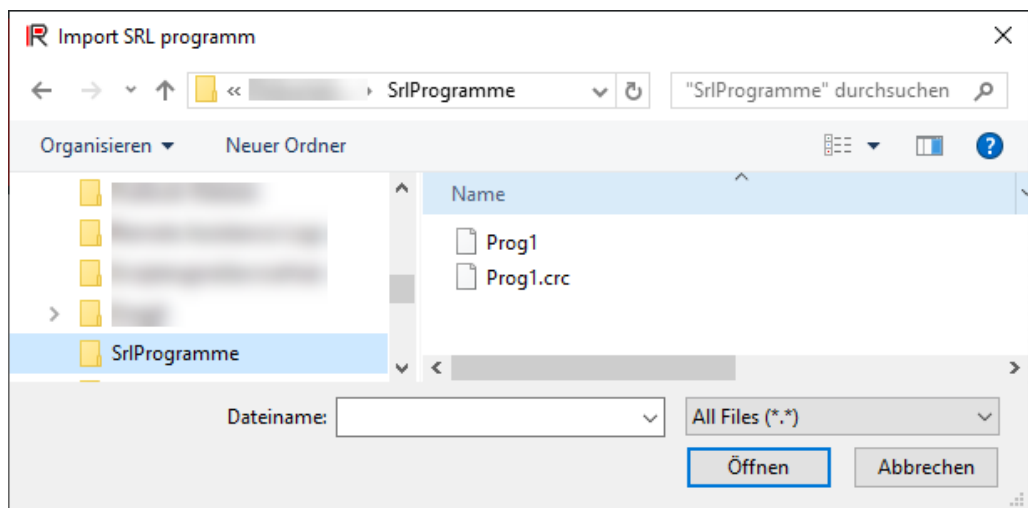 Import SRL programm
« SrlProgramme "SrlProgramme" durchsuchen
Organisieren Neuer Ordner
Name
Prog1
Prog1.crc
SrlProgramme
Dateiname: All Files (*.*)
Öffnen Abbrechen